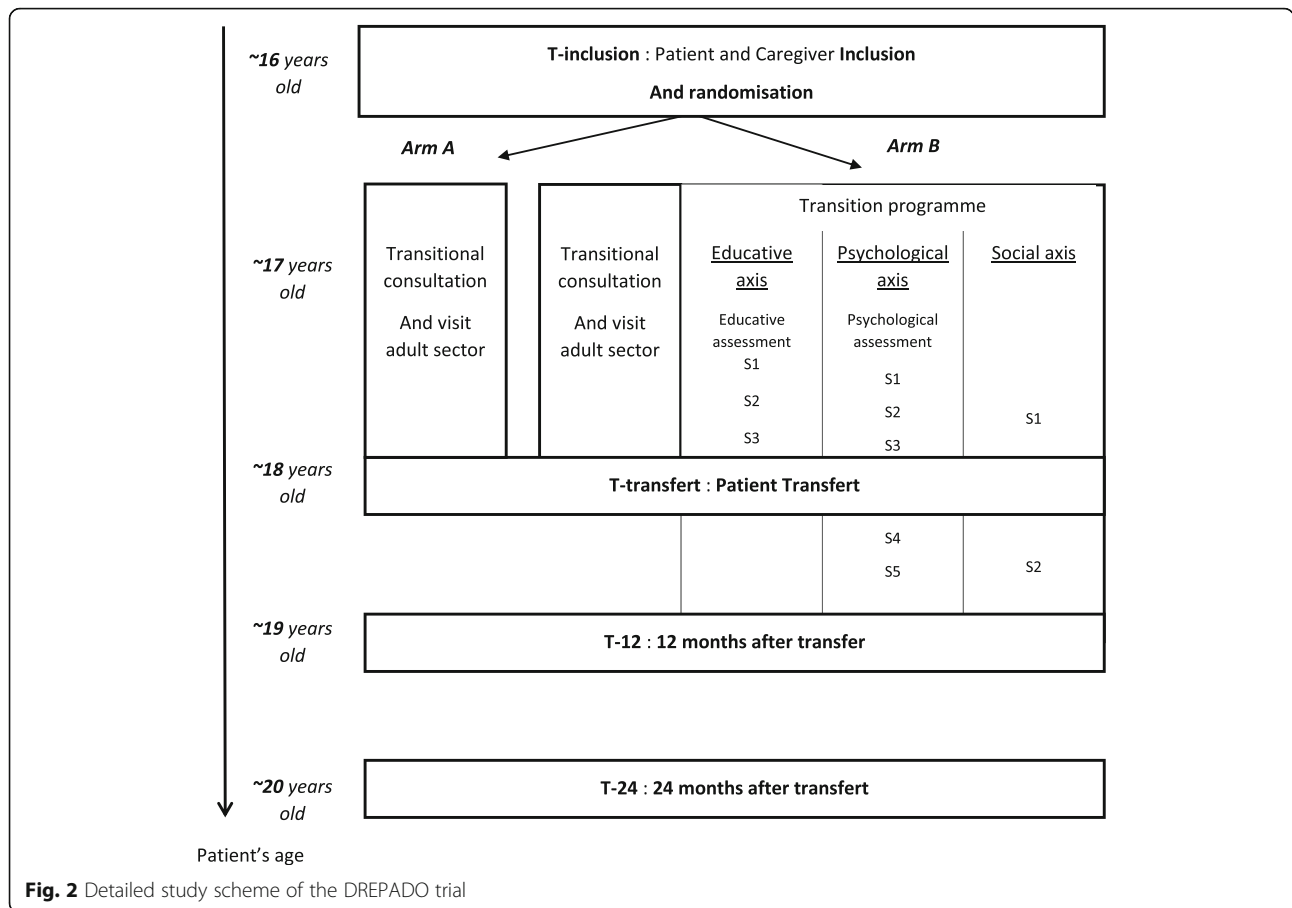 ~16 years
old
T-inclusion : Patient and Caregiver Inclusion
And randomisation
Arm A
Arm B
~17 years
old
Transitional
consultation
And visit
adult sector
Transitional
consultation
And visit
adult sector
Transition programme
Educative
axis
Educative
assessment
S1
S2
S3
Psychological
axis
Psychological
assessment
S1
S2
S3
Social axis
S1
~18 years
old
T-transfert : Patient Transfert
S4
S5
S2
~19 years
old
T-12 : 12 months after transfer
~20 years
old
T-24 : 24 months after transfert
Patient's age
Fig. 2 Detailed study scheme of the DREPADO trial